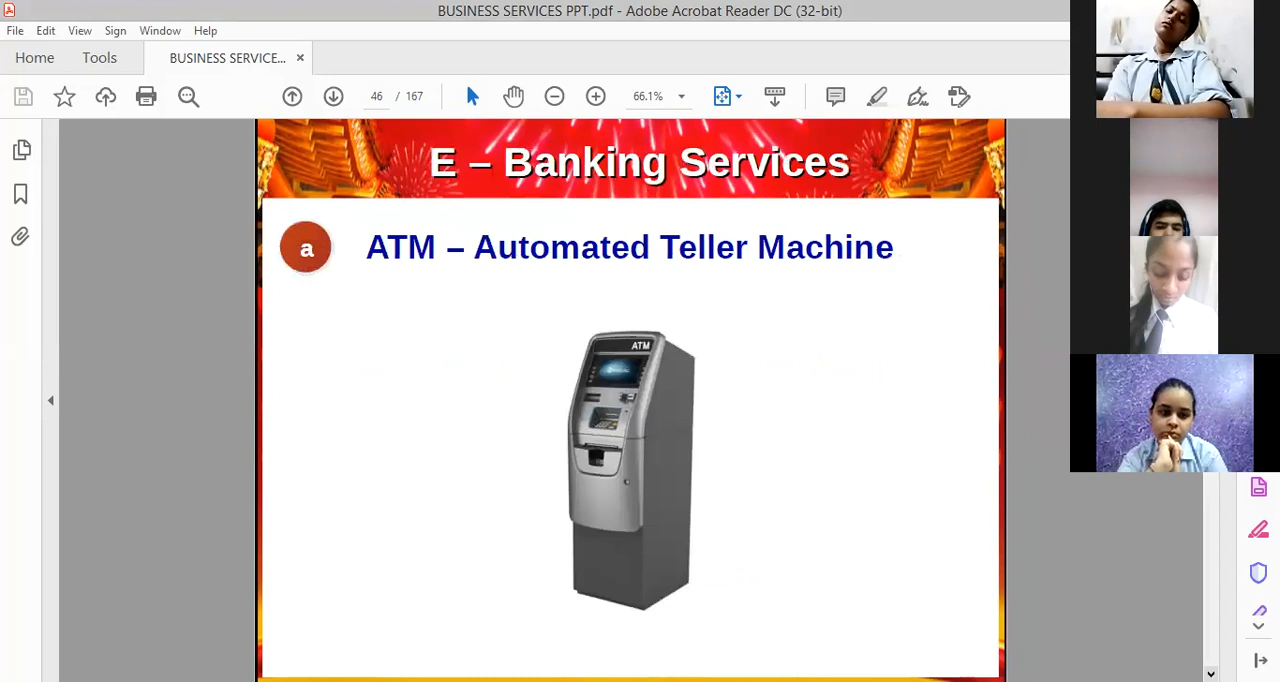 BUSINESS SERVICES PPT.pdf - Adobe Acrobat Reader DC (32-bit)
File Edit View Sign Window Help
Home Tools BUSINESS SERVICE... ×
46 / 167 66.1%
E – Banking Services
a ATM – Automated Teller Machine
ATM